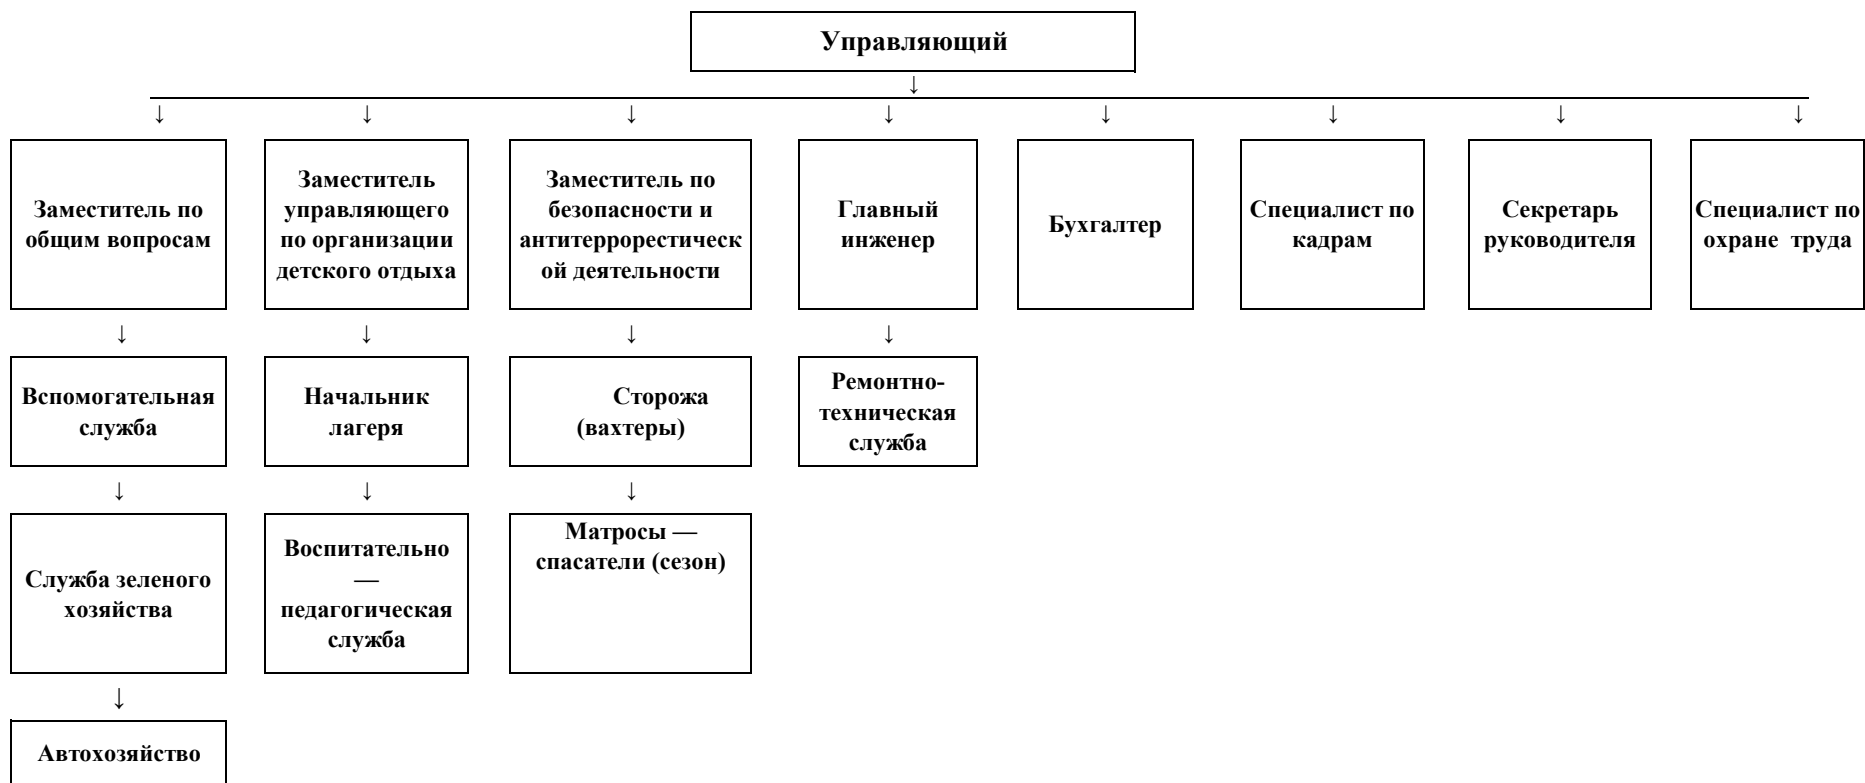 Управляющий
↓
↓ ↓ ↓ ↓ ↓ ↓ ↓ ↓
Заместитель по
общим вопросам
Заместитель
управляющего
по организации
детского отдыха
Заместитель по
безопасности и
антитеррорестическ
ой деятельности
Главный
инженер
Бухгалтер
Специалист по
кадрам
Секретарь
руководителя
Специалист по
охране труда
↓ ↓ ↓ ↓
Вспомогательная
служба
Начальник
лагеря
Сторожа
(вахтеры)
Ремонтно-
техническая
служба
↓ ↓ ↓
Служба зеленого
хозяйства
Воспитательно
—
педагогическая
служба
Матросы —
спасатели (сезон)
↓
Автохозяйство